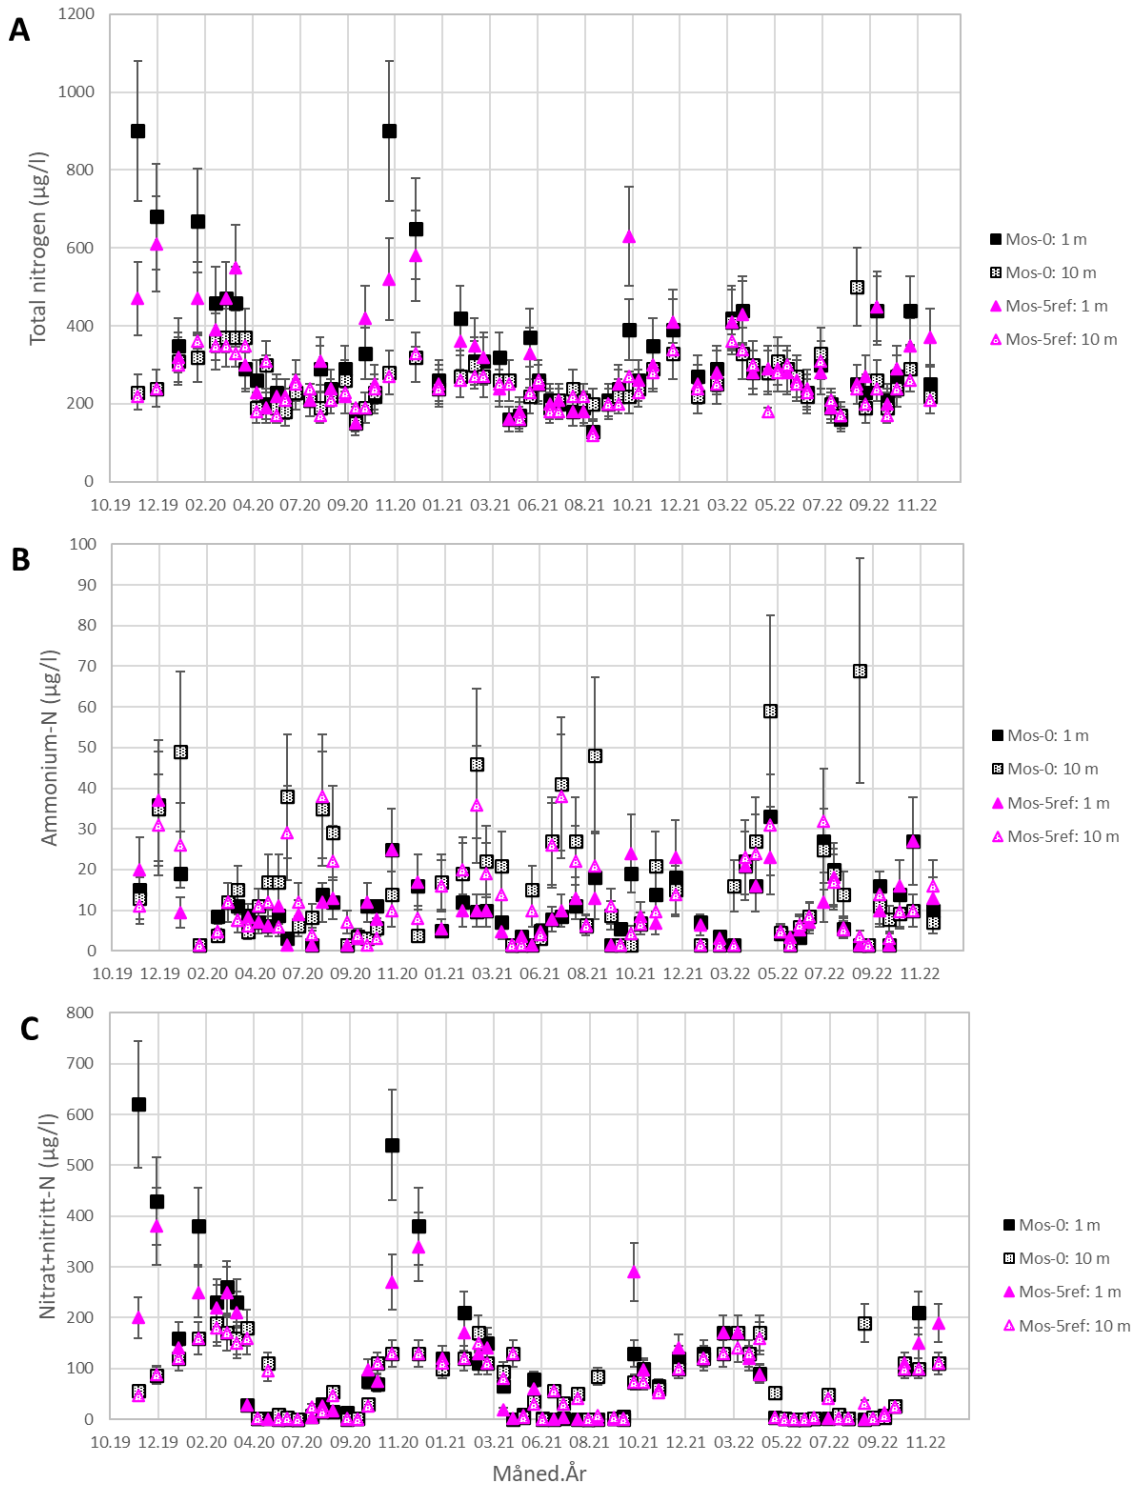 A
Total nitrogen (µg/l)
1200
1000
800
600
400
200
0
10.19 12.19 02.20 04.20 07.20 09.20 11.20 01.21 03.21 06.21 08.21 10.21 12.21 03.22 05.22 07.22 09.22 11.22
Mos-0: 1 m
Mos-0: 10 m
Mos-5ref: 1 m
Mos-5ref: 10 m
B
Ammonium-N (µg/l)
100
90
80
70
60
50
40
30
20
10
0
10.19 12.19 02.20 04.20 07.20 09.20 11.20 01.21 03.21 06.21 08.21 10.21 12.21 03.22 05.22 07.22 09.22 11.22
Mos-0: 1 m
Mos-0: 10 m
Mos-5ref: 1 m
Mos-5ref: 10 m
C
Nitrat+nitritt-N (µg/l)
800
700
600
500
400
300
200
100
0
10.19 12.19 02.20 04.20 07.20 09.20 11.20 01.21 03.21 06.21 08.21 10.21 12.21 03.22 05.22 07.22 09.22 11.22
Måned.År
Mos-0: 1 m
Mos-0: 10 m
Mos-5ref: 1 m
Mos-5ref: 10 m